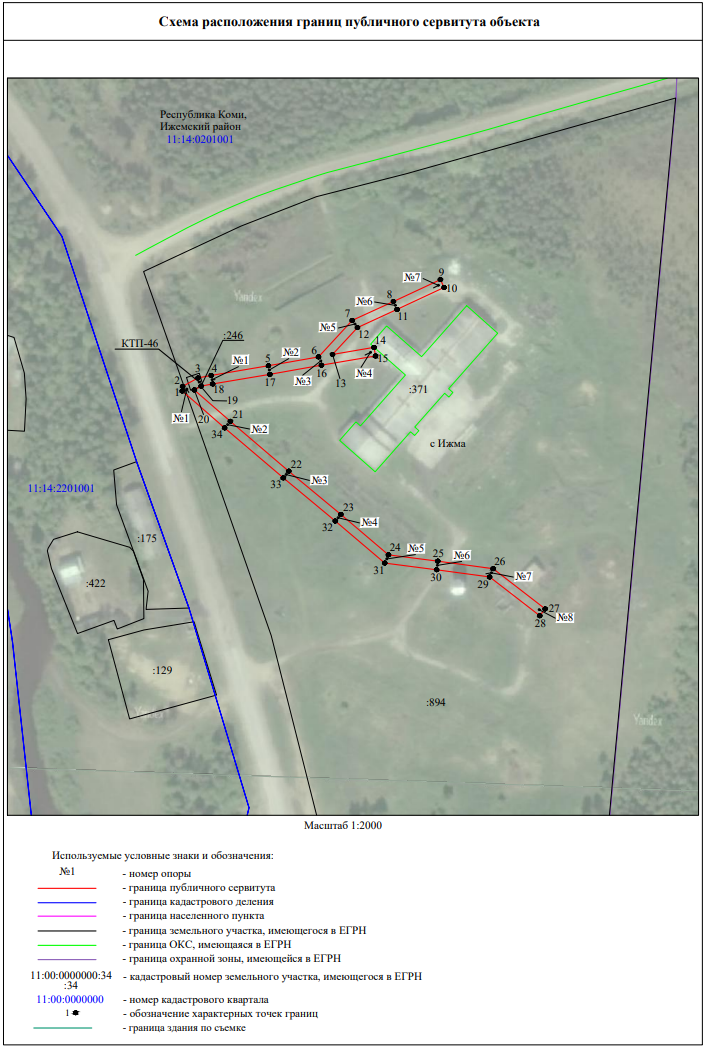 Схема расположения границ публичного сервитута объекта
Республика Коми,
Ижемский район
11:14:0201001
9
№7
10
8
№6
Yandex
7
11
№5
12
:246
КТП-46
14
6
5
№2
15
3
4
№1
№4
13
16
№3
17
2
18
:371
1
19
№1
20
21
№2
34
с Ижма
22
№3
33
11:14:2201001
23
№4
32
:175
24
№5
25
№6
26
31
30
№7
29
:422
27
№8
28
:129
:894
Yandex
Yandex
Масштаб 1:2000
Используемые условные знаки и обозначения:
№1 - номер опоры
- граница публичного сервитута
- граница кадастрового деления
- граница населенного пункта
- граница земельного участка, имеющегося в ЕГРН
- граница ОКС, имеющаяся в ЕГРН
- граница охранной зоны, имеющейся в ЕГРН
11:00:0000000:34 - кадастровый номер земельного участка, имеющегося в ЕГРН
:34
11:00:0000000 - номер кадастрового квартала
1 - обозначение характерных точек границ
- граница здания по съемке